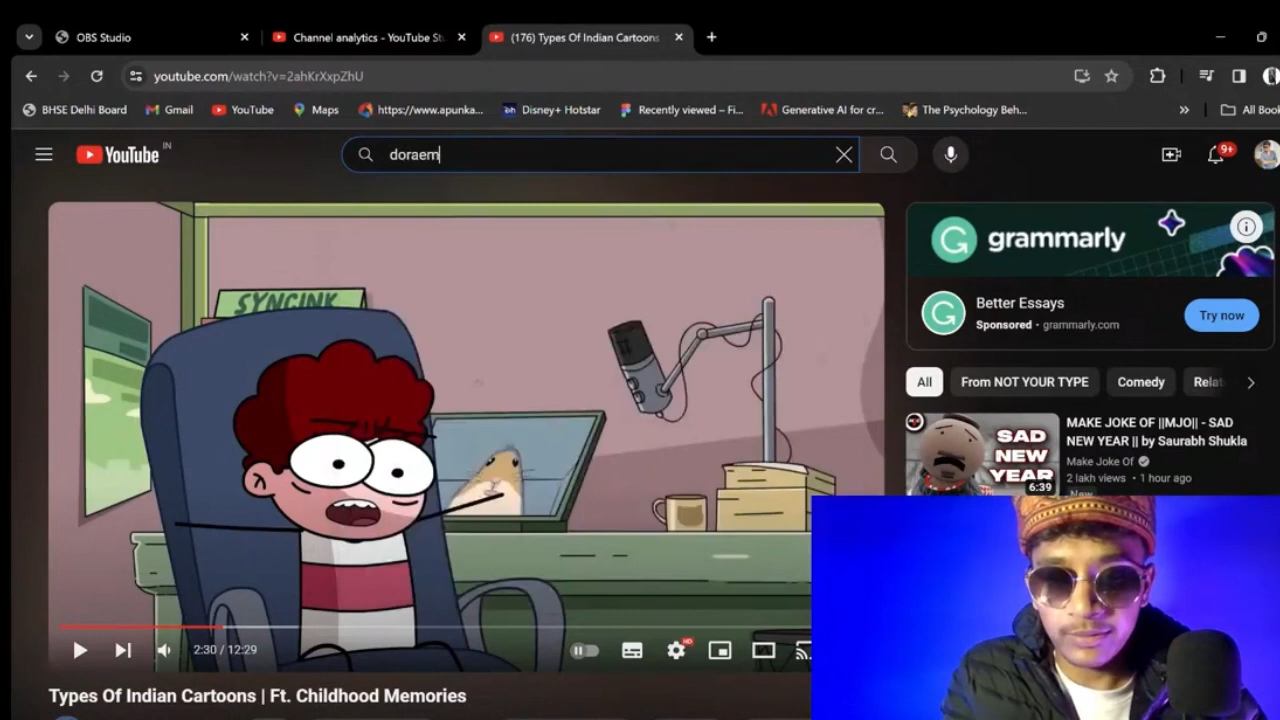 OBS Studio
Channel analytics - YouTube St
(176) Types Of Indian Cartoons
youtube.com/watch?v=2ahKrXxpZhU
BHSE Delhi Board
Gmail
YouTube
Maps
https://www.apunka...
Disney+ Hotstar
Recently viewed – Fi...
Generative AI for cr...
The Psychology Beh...
»
All Book
YouTube IN
doraem
9+
SYNCINK
grammarly
Better Essays
Sponsored · grammarly.com
Try now
All
From NOT YOUR TYPE
Comedy
Relat
SAD
NEW
YEAR
6:39
MAKE JOKE OF ||MJO|| - SAD
NEW YEAR || by Saurabh Shukla
Make Joke Of
2 lakh views · 1 hour ago
New
2:30 / 12:29
HD
Types Of Indian Cartoons | Ft. Childhood Memories